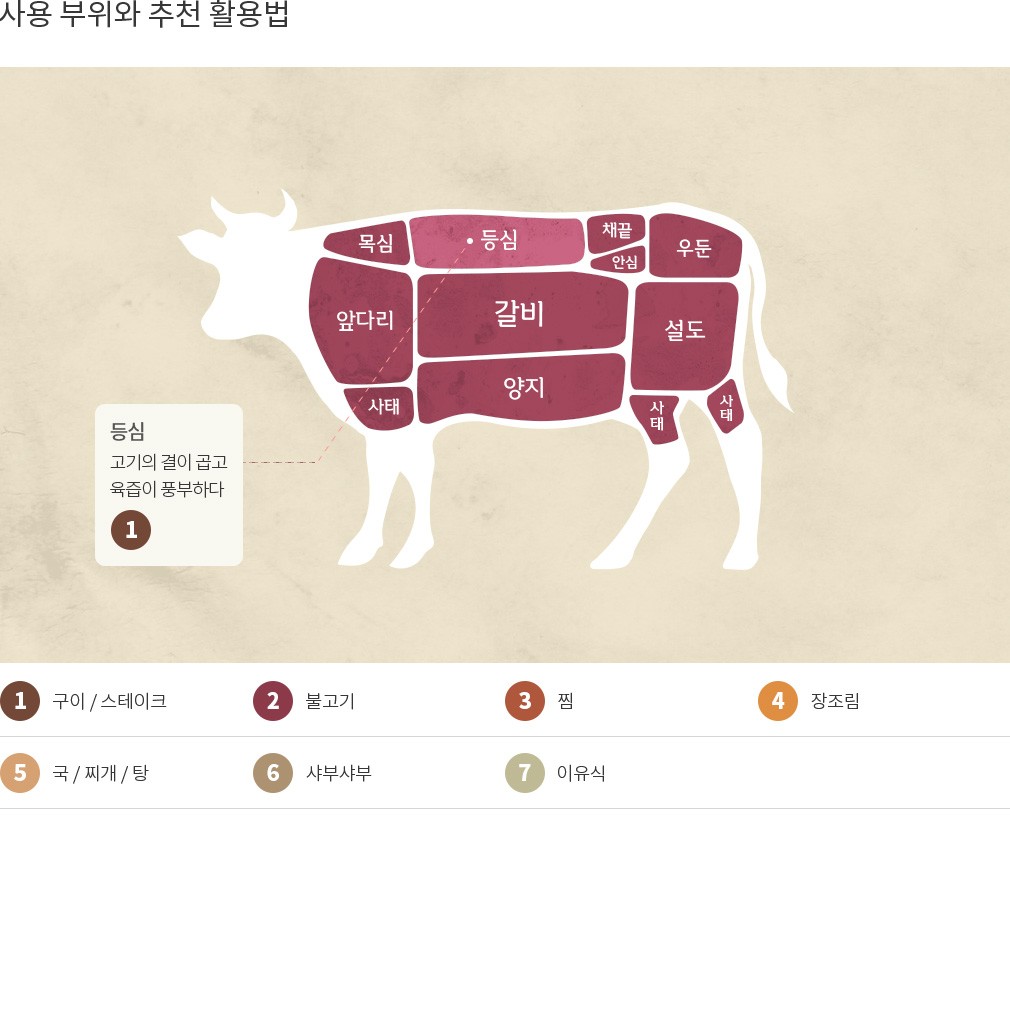 사용 부위와 추천 활용법
목심
등심
채끝
안심
우둔
앞다리
갈비
설도
양지
사태
사
태
사
태
등심
고기의 결이 곱고
육즙이 풍부하다
1
1 구이 / 스테이크
2 불고기
3 찜
4 장조림
5 국 / 찌개 / 탕
6 샤부샤부
7 이유식